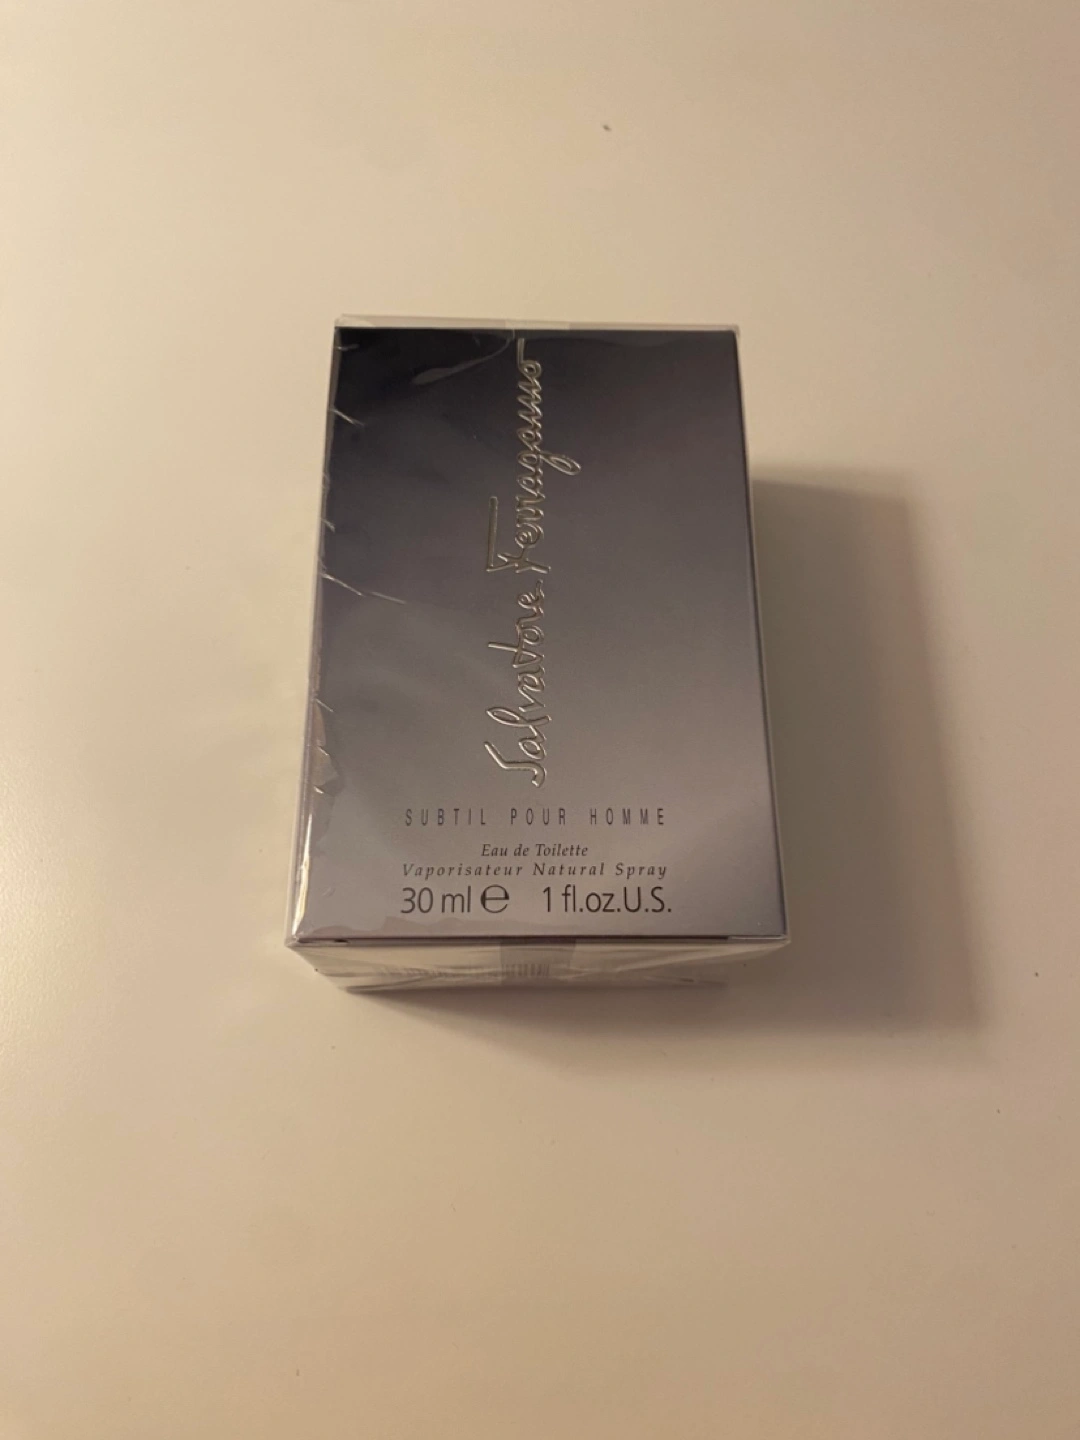 Salvatore Ferragamo
SUBTIL POUR HOMME
Eau de Toilette
Vaporisateur Natural Spray
30 ml ℮ 1 fl.oz.U.S.